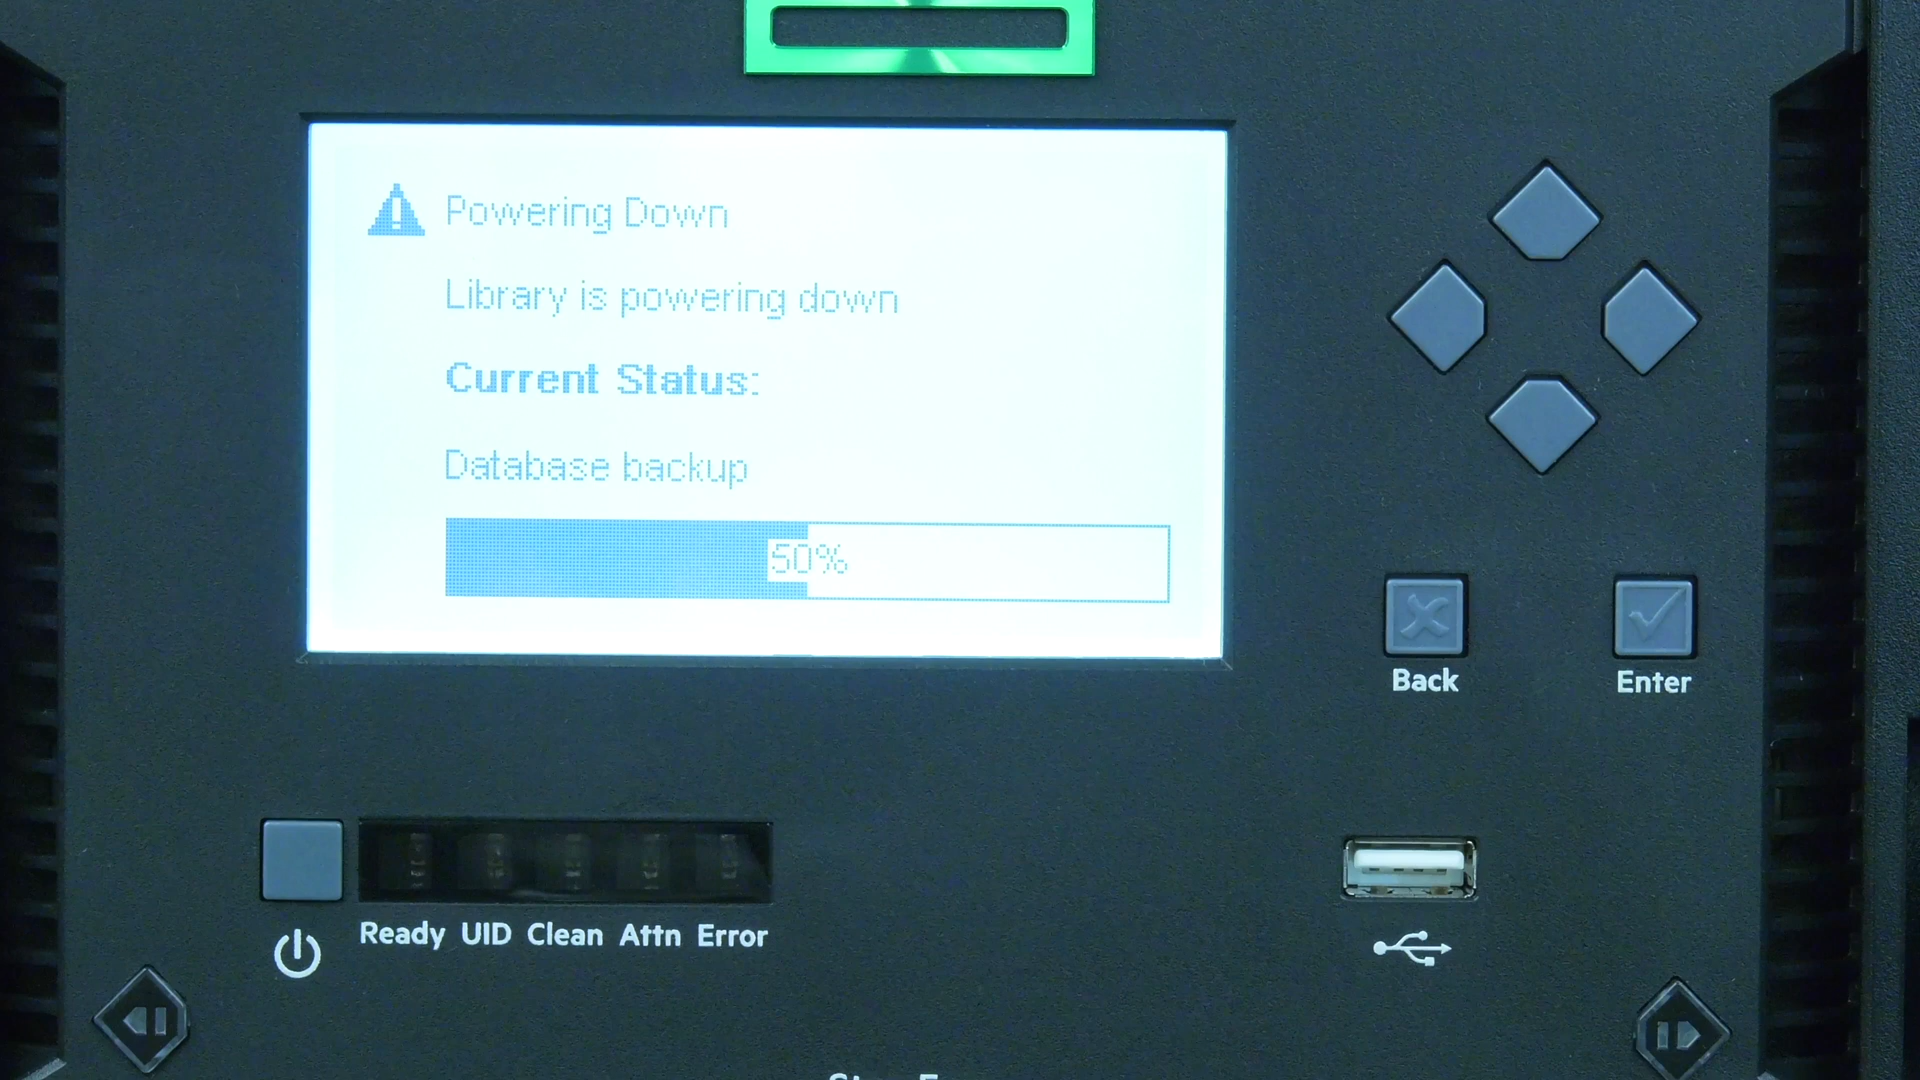 Powering Down
Library is powering down
Current Status:
Database backup
50%
Back Enter
Ready UID Clean Attn Error